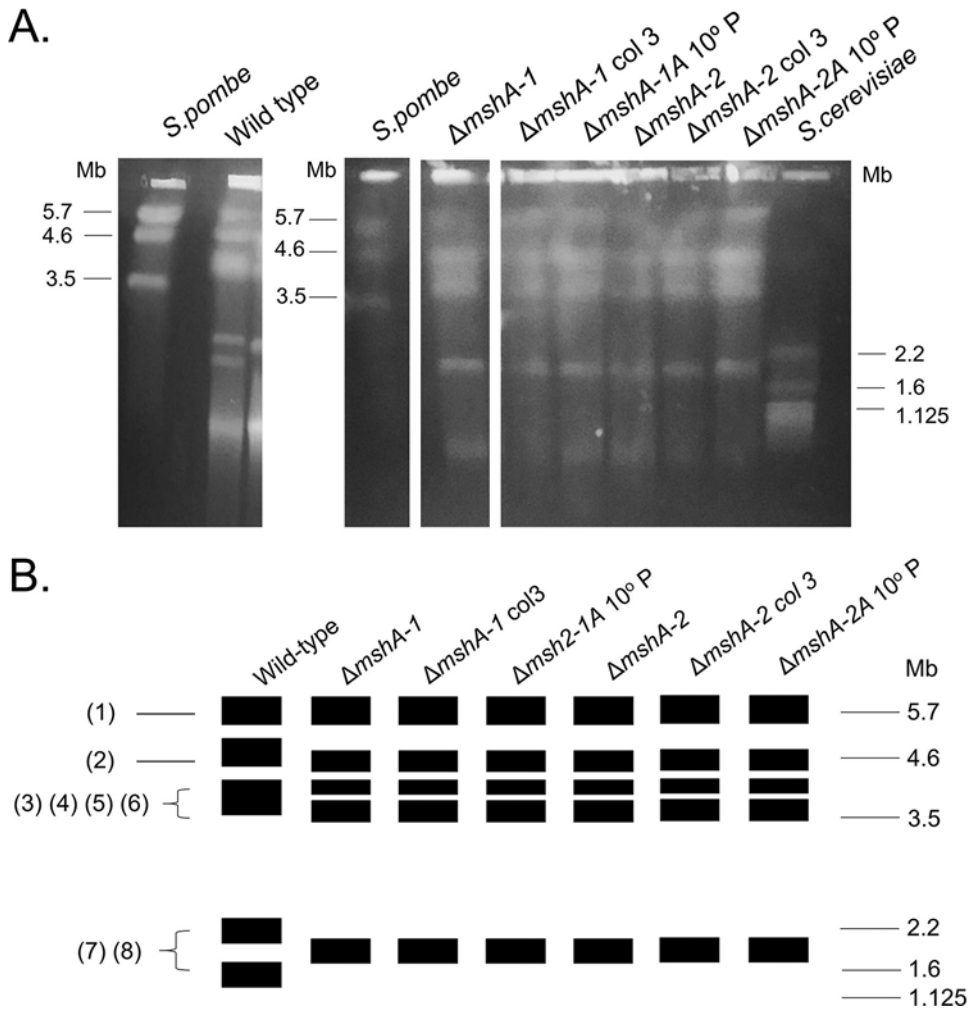 A.
S.pombe
Wild type
S.pombe
ΔmshA-1
ΔmshA-1 col 3
ΔmshA-1A 10º P
ΔmshA-2
ΔmshA-2 col 3
ΔmshA-2A 10º P
S.cerevisiae
Mb
5.7
4.6
3.5
Mb
5.7
4.6
3.5
Mb
2.2
1.6
1.125
B.
Wild-type
ΔmshA-1
ΔmshA-1 col3
Δmsh2-1A 10º P
ΔmshA-2
ΔmshA-2 col 3
ΔmshA-2A 10º P
Mb
(1)
5.7
(2)
4.6
(3) (4) (5) (6)
3.5
(7) (8)
2.2
1.6
1.125